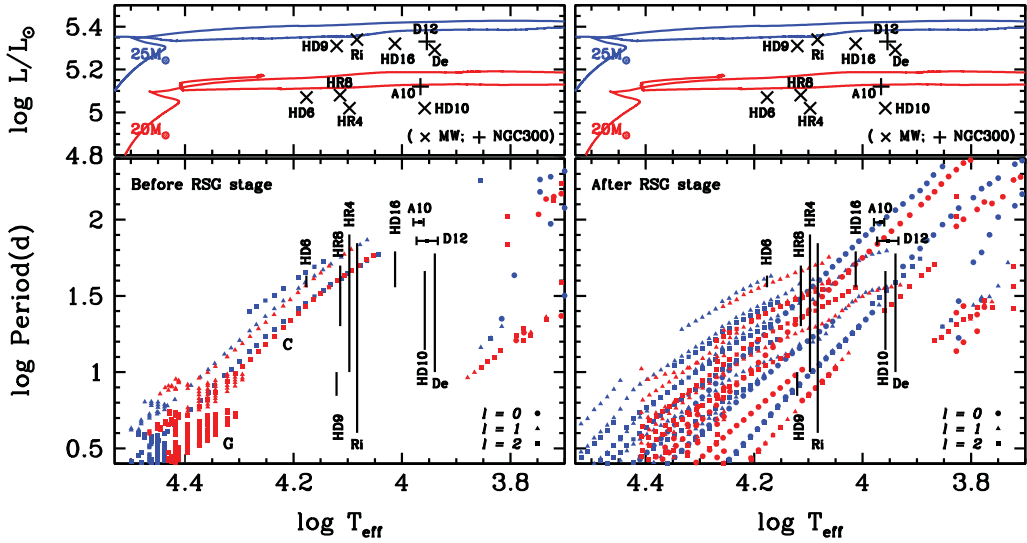 log L/L⊙
5.4
5.2
5
4.8
25M⊙
20M⊙
HD9
Ri
HD16
D12
De
HD6
HR8
HR4
A10
HD10
( × MW; + NGC300)
25M⊙
20M⊙
HD9
Ri
HD16
D12
De
HD6
HR8
HR4
A10
HD10
( × MW; + NGC300)
log Period(d)
2
1.5
1
0.5
Before RSG stage
HD6
HR8
HR4
HD16
A10
D12
C
G
HD9
Ri
HD10
De
l = 0
l = 1
l = 2
After RSG stage
HD6
HR8
HR4
HD16
A10
D12
HD9
Ri
HD10
De
l = 0
l = 1
l = 2
4.4
4.2
4
3.8
4.4
4.2
4
3.8
log Teff
log Teff